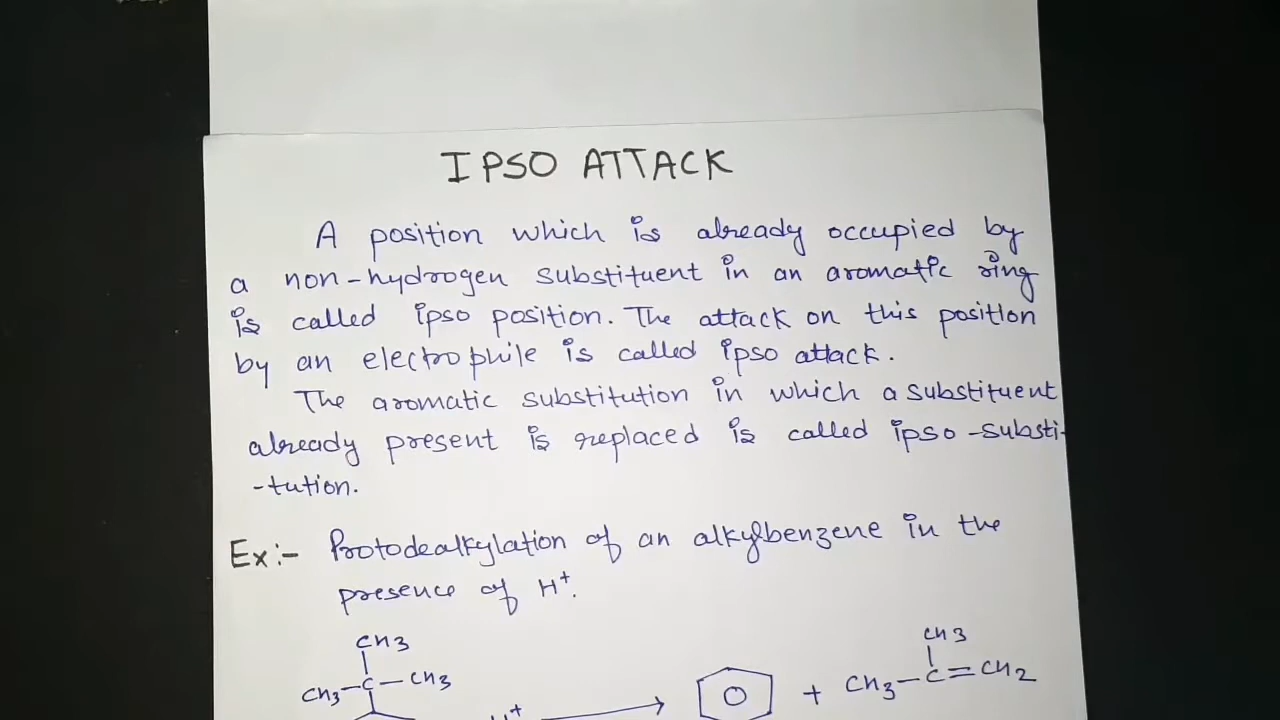 IPSO ATTACK
A position which is already occupied by
a non-hydrogen substituent in an aromatic ring
is called ipso position. The attack on this position
by an electrophile is called ipso attack.
The aromatic substitution in which a substituent
already present is replaced is called ipso-substi-
-tution.
Ex:- Protodealkylation of an alkylbenzene in the
presence of H⁺.
CH3
CH3-C-CH3
H⁺
+
CH3
CH3-C=CH2